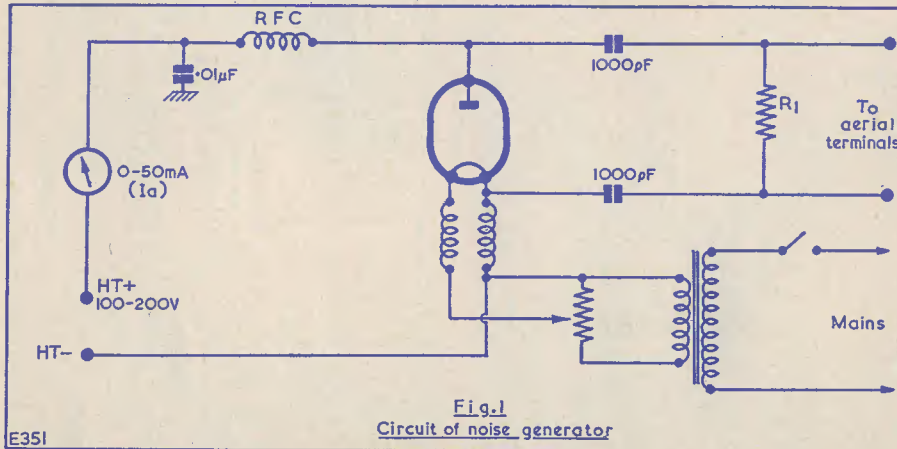 RFC
·01µF
1000pF
R1
To
aerial
terminals
0-50mA
(Ia)
1000pF
HT+
100-200V
Mains
HT-
Fig.1
Circuit of noise generator
E351